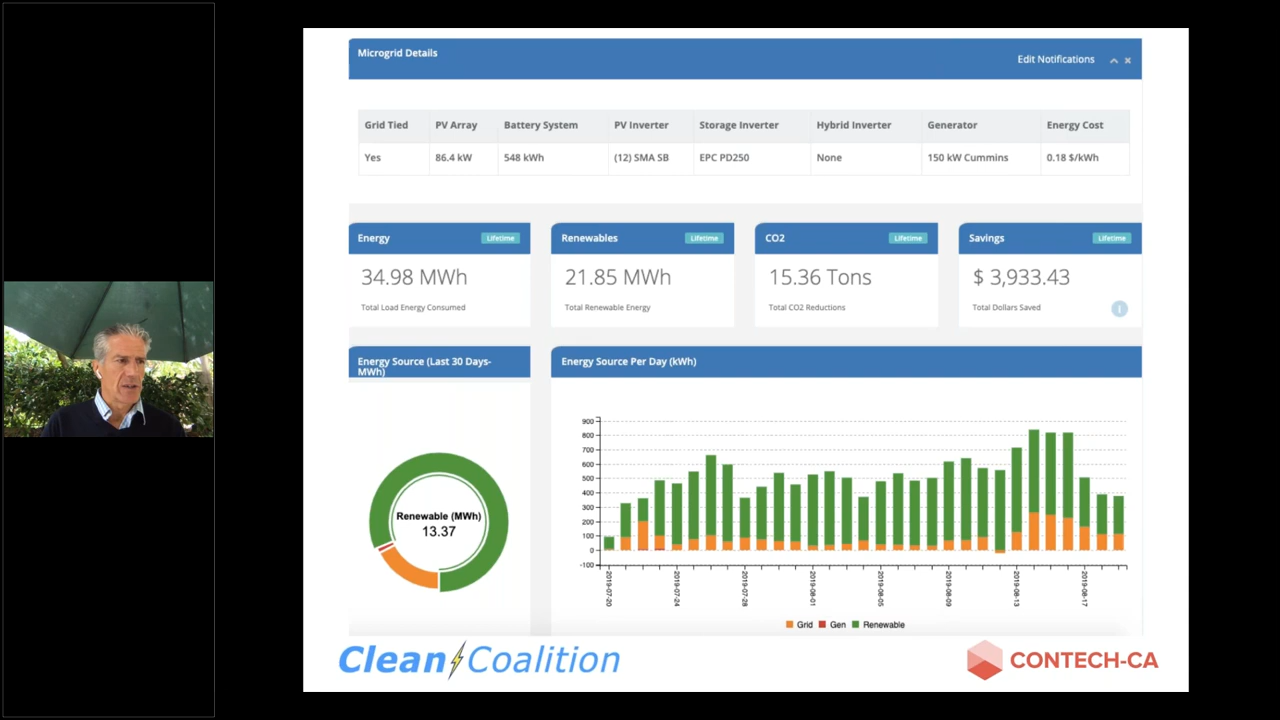 Microgrid Details
Edit Notifications
Grid Tied PV Array Battery System PV Inverter Storage Inverter Hybrid Inverter Generator Energy Cost
Yes 86.4 kW 548 kWh (12) SMA SB EPC PD250 None 150 kW Cummins 0.18 $/kWh
Energy Lifetime
34.98 MWh
Total Load Energy Consumed
Renewables Lifetime
21.85 MWh
Total Renewable Energy
CO2 Lifetime
15.36 Tons
Total CO2 Reductions
Savings Lifetime
$ 3,933.43
Total Dollars Saved
i
Energy Source (Last 30 Days-
MWh)
Renewable (MWh)
13.37
Energy Source Per Day (kWh)
900
800
700
600
500
400
300
200
100
0
-100
2019-07-20
2019-07-24
2019-07-28
2019-08-01
2019-08-05
2019-08-09
2019-08-13
2019-08-17
Grid Gen Renewable
Clean Coalition
CONTECH-CA